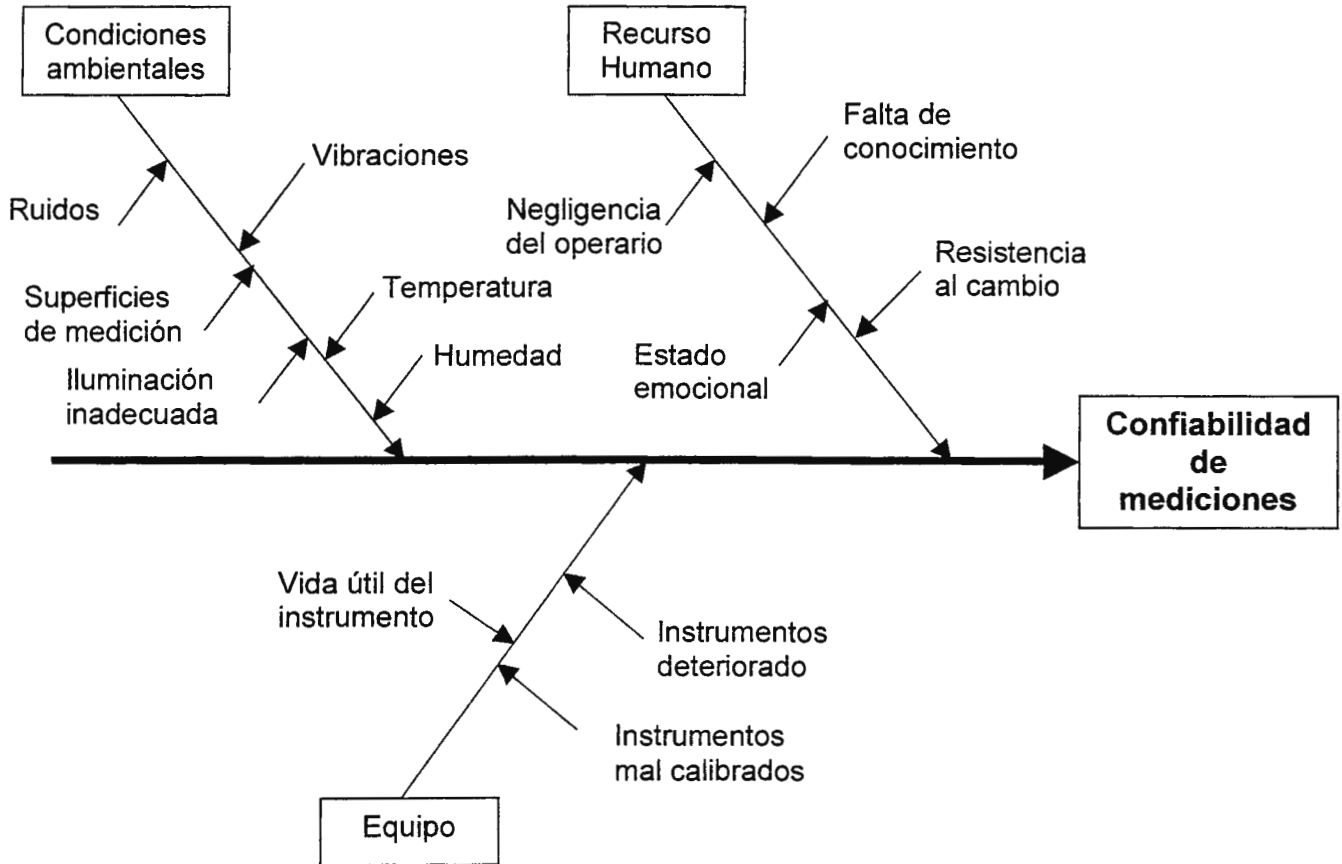 Condiciones
ambientales
Recurso
Humano
Falta de
conocimiento
Vibraciones
Ruidos
Negligencia
del operario
Resistencia
al cambio
Superficies
de medición
Temperatura
Iluminación
inadecuada
Humedad
Estado
emocional
Confiabilidad
de
mediciones
Vida útil del
instrumento
Instrumentos
deteriorado
Instrumentos
mal calibrados
Equipo